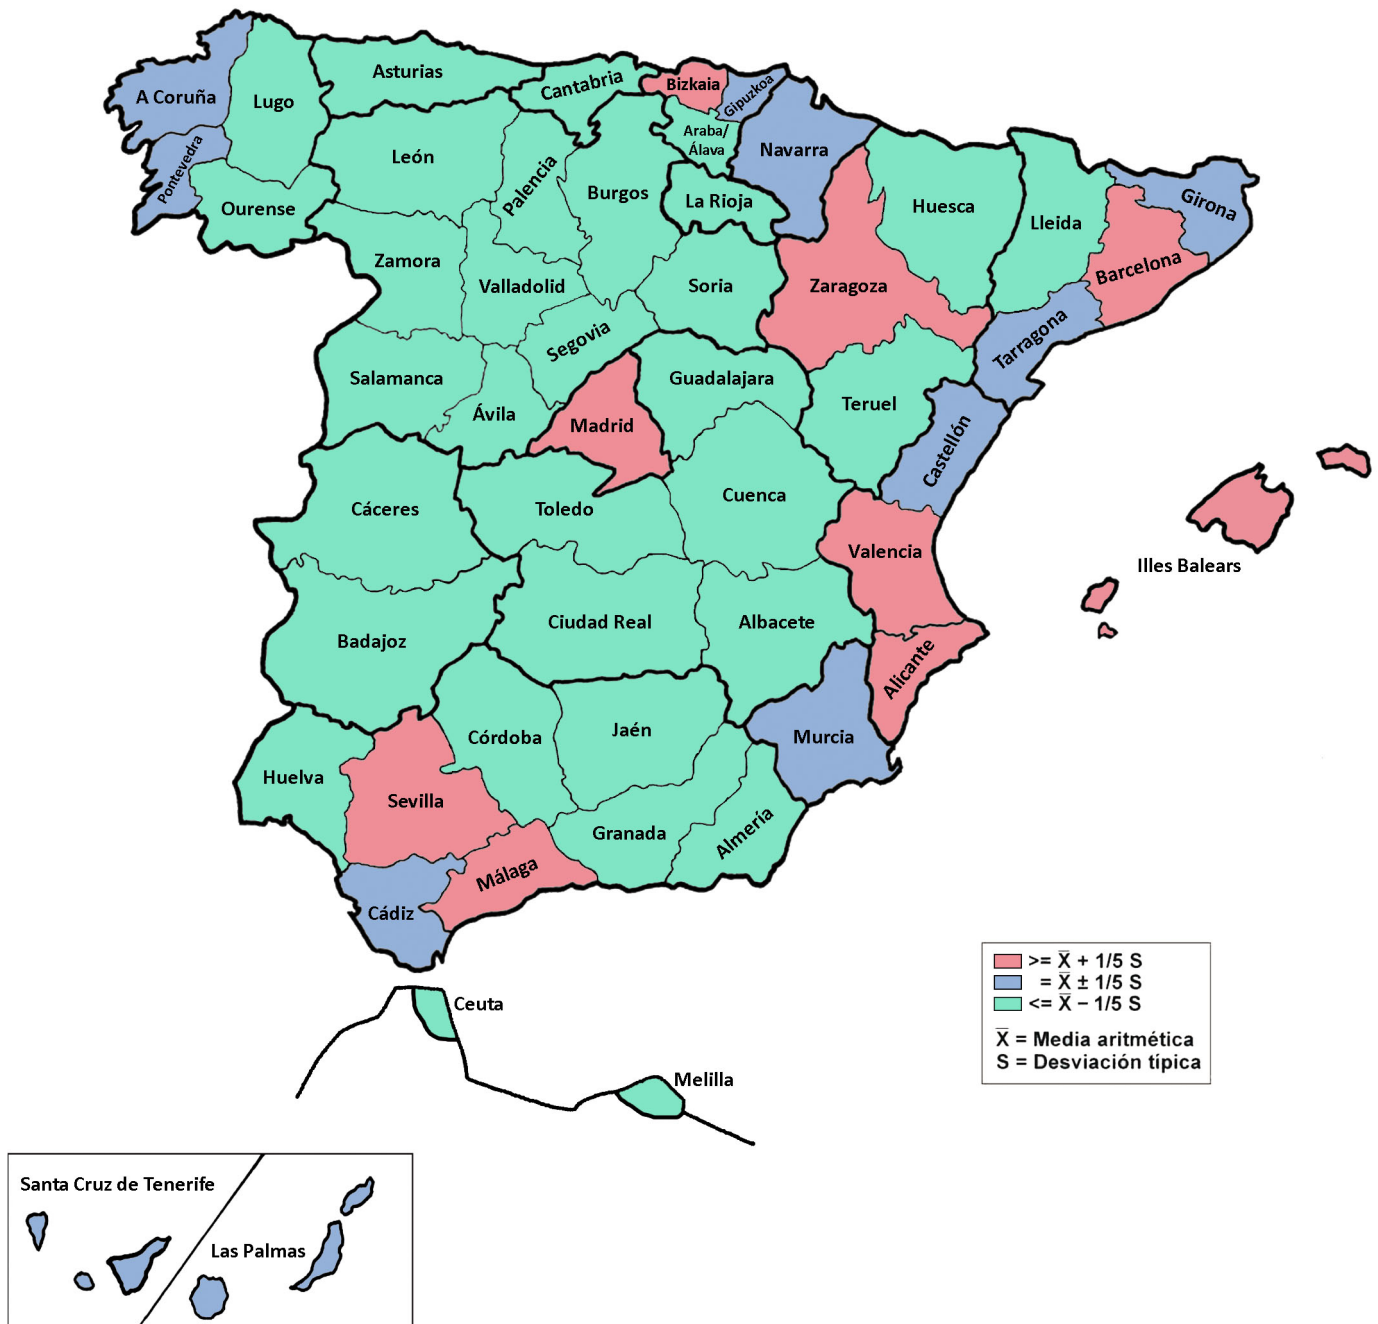 A Coruña
Lugo
Asturias
Cantabria
Bizkaia
Gipuzkoa
Araba/
Álava
Navarra
Pontevedra
Ourense
León
Palencia
Burgos
La Rioja
Huesca
Lleida
Girona
Barcelona
Zamora
Valladolid
Soria
Zaragoza
Tarragona
Segovia
Salamanca
Ávila
Madrid
Guadalajara
Teruel
Castellón
Cáceres
Toledo
Cuenca
Valencia
Illes Balears
Badajoz
Ciudad Real
Albacete
Alicante
Murcia
Huelva
Sevilla
Córdoba
Jaén
Granada
Almería
Málaga
Cádiz
Ceuta
Melilla
>= X̅ + 1/5 S
= X̅ ± 1/5 S
<= X̅ − 1/5 S
X̅ = Media aritmética
S = Desviación típica
Santa Cruz de Tenerife
Las Palmas